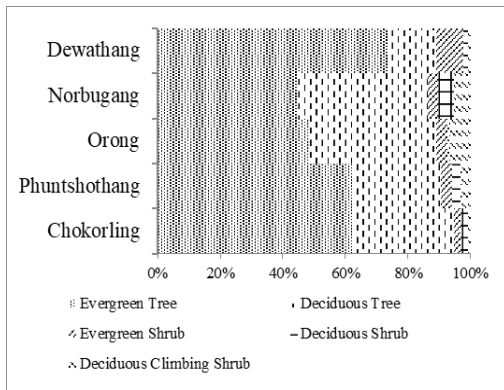 Dewathang
Norbugang
Orong
Phuntshothang
Chokorling
0% 20% 40% 60% 80% 100%
Evergreen Tree Deciduous Tree
Evergreen Shrub Deciduous Shrub
Deciduous Climbing Shrub